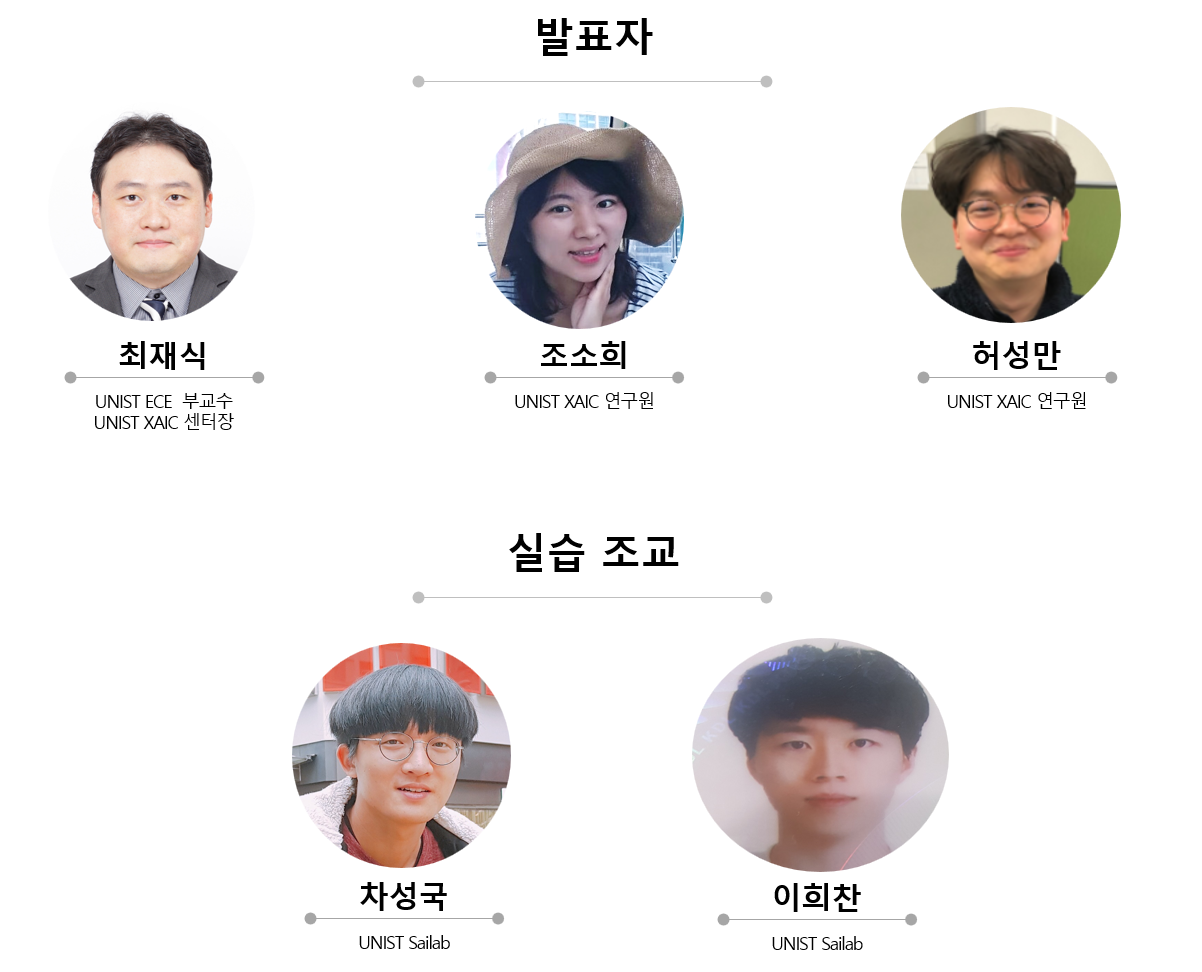 발표자
최재식
UNIST ECE 부교수
UNIST XAIC 센터장
조소희
UNIST XAIC 연구원
허성만
UNIST XAIC 연구원
실습 조교
차성국
UNIST Sailab
이희찬
UNIST Sailab